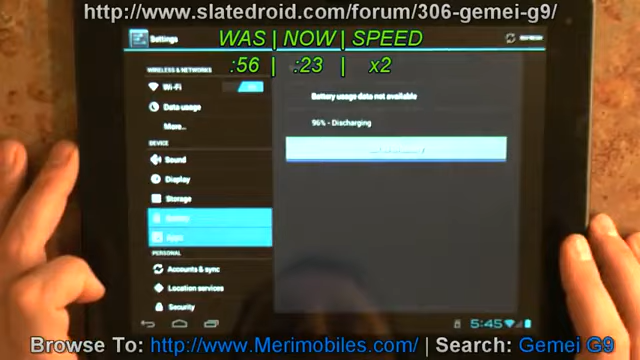 http://www.slatedroid.com/forum/306-gemei-g9/
Settings
WAS | NOW | SPEED
:56 | :23 | x2
WIRELESS & NETWORKS
Wi-Fi
Data usage
More...
DEVICE
Sound
Display
Storage
Apps
PERSONAL
Accounts & sync
Location services
Security
REFRESH
Battery usage data not available
96% - Discharging
5:45
Browse To: http://www.Merimobiles.com/ | Search: Gemei G9